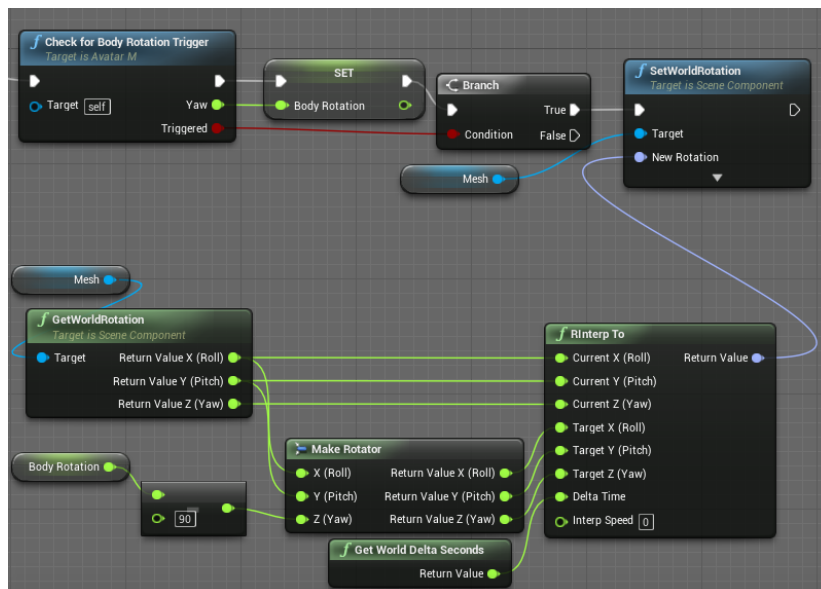 f Check for Body Rotation Trigger
Target is Avatar M
Target self
Yaw
Triggered
SET
Body Rotation
Branch
True
Condition
False
f SetWorldRotation
Target is Scene Component
Target
New Rotation
Mesh
Mesh
f GetWorldRotation
Target is Scene Component
Target
Return Value X (Roll)
Return Value Y (Pitch)
Return Value Z (Yaw)
Body Rotation
90
Make Rotator
X (Roll)
Return Value X (Roll)
Y (Pitch)
Return Value Y (Pitch)
Z (Yaw)
Return Value Z (Yaw)
f Get World Delta Seconds
Return Value
f RInterp To
Current X (Roll)
Return Value
Current Y (Pitch)
Current Z (Yaw)
Target X (Roll)
Target Y (Pitch)
Target Z (Yaw)
Delta Time
Interp Speed 0